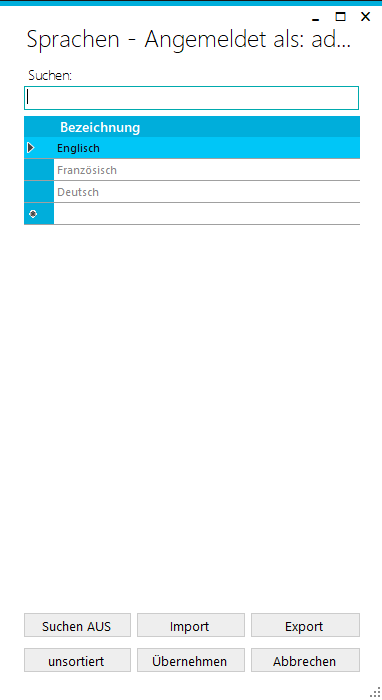 Sprachen - Angemeldet als: ad...
Suchen:
Bezeichnung
Englisch
Französisch
Deutsch
Suchen AUS Import Export
unsortiert Übernehmen Abbrechen